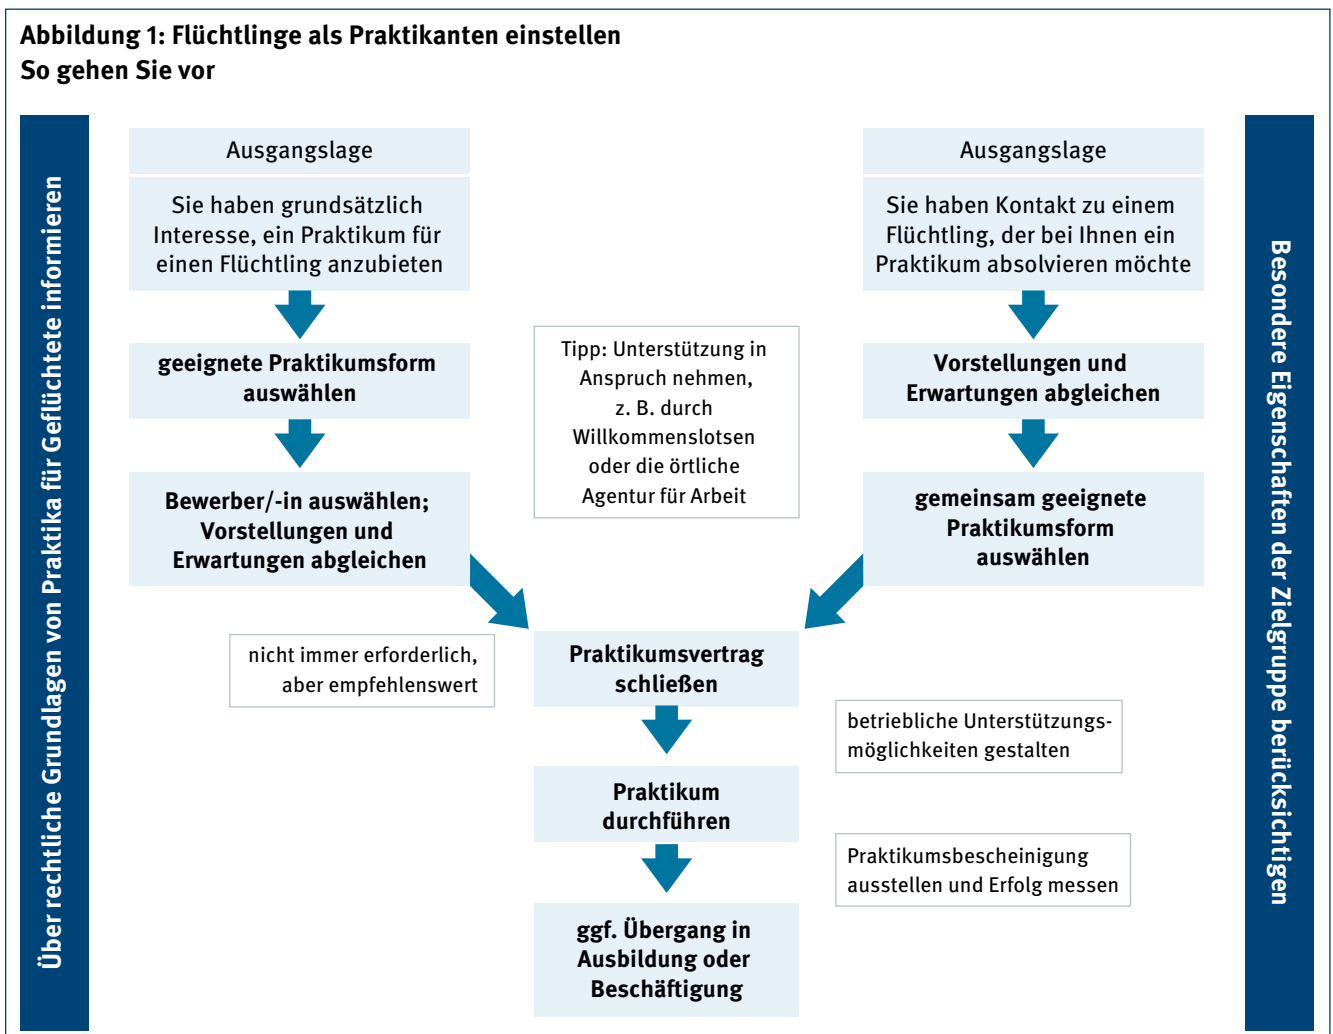 Abbildung 1: Flüchtlinge als Praktikanten einstellen
So gehen Sie vor
Über rechtliche Grundlagen von Praktika für Geflüchtete informieren
Ausgangslage
Sie haben grundsätzlich
Interesse, ein Praktikum für
einen Flüchtling anzubieten
geeignete Praktikumsform
auswählen
Bewerber/-in auswählen;
Vorstellungen und
Erwartungen abgleichen
Tipp: Unterstützung in
Anspruch nehmen,
z. B. durch
Willkommenslotsen
oder die örtliche
Agentur für Arbeit
Ausgangslage
Sie haben Kontakt zu einem
Flüchtling, der bei Ihnen ein
Praktikum absolvieren möchte
Vorstellungen und
Erwartungen abgleichen
gemeinsam geeignete
Praktikumsform
auswählen
nicht immer erforderlich,
aber empfehlenswert
Praktikumsvertrag
schließen
betriebliche Unterstützungs-
möglichkeiten gestalten
Praktikum
durchführen
Praktikumsbescheinigung
ausstellen und Erfolg messen
ggf. Übergang in
Ausbildung oder
Beschäftigung
Besondere Eigenschaften der Zielgruppe berücksichtigen